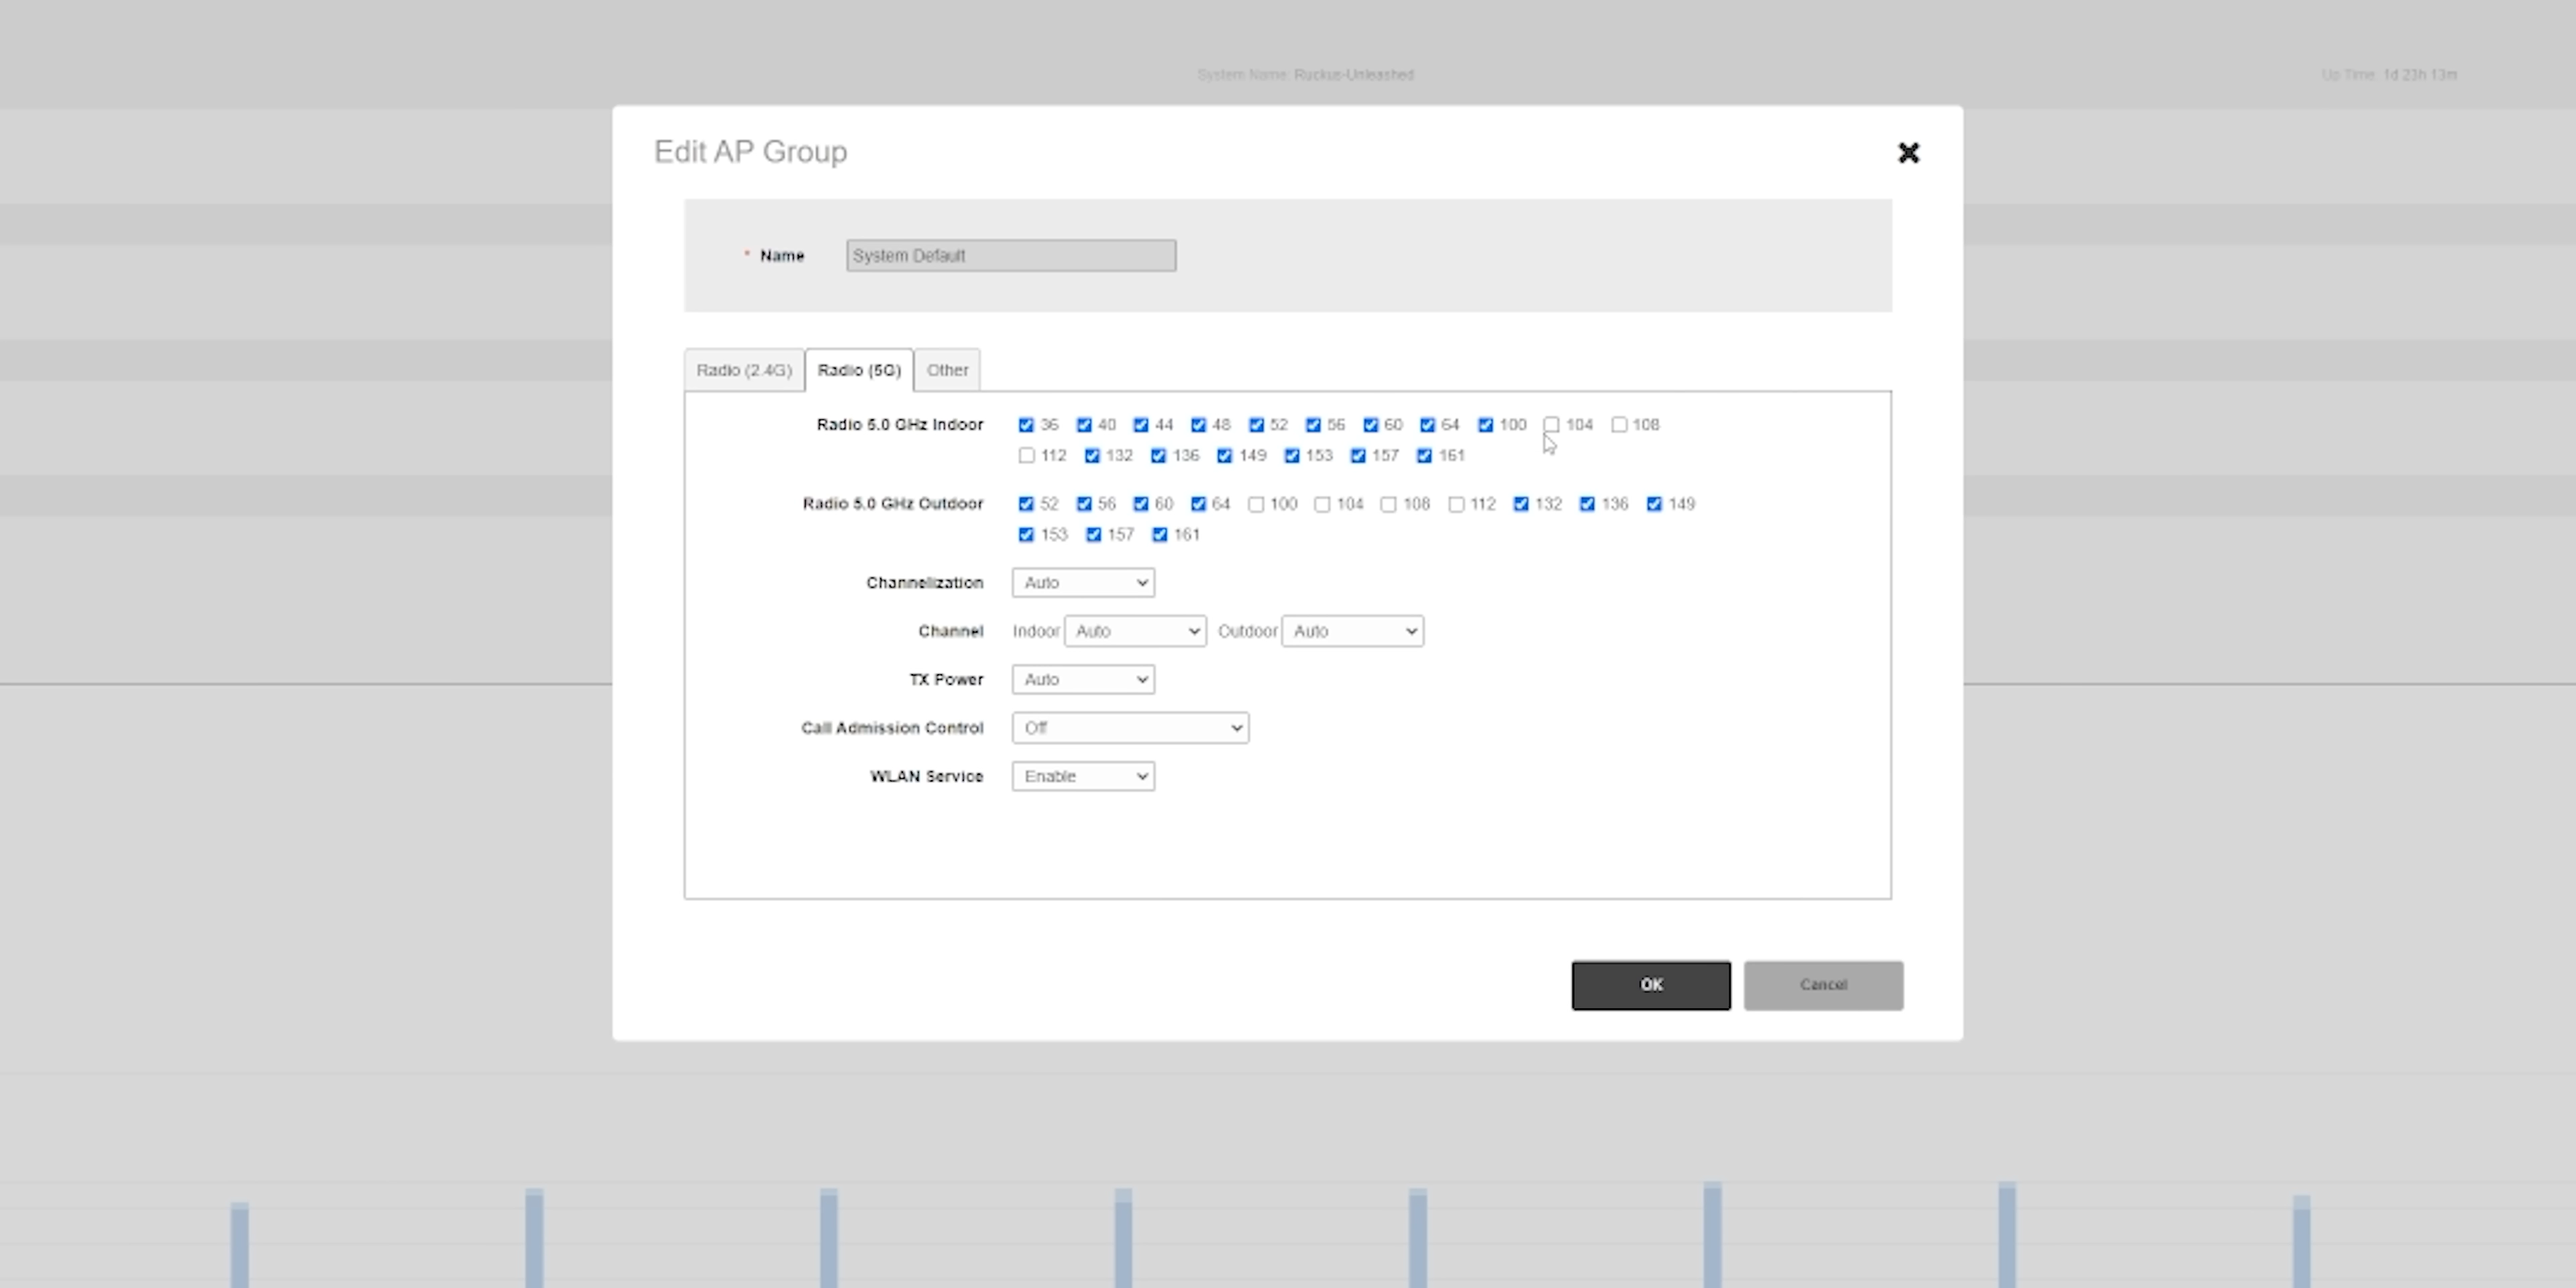 System Name: Ruckus-Unleashed
Up Time: 1d 23h 13m
Edit AP Group
* Name System Default
Radio (2.4G) Radio (5G) Other
Radio 5.0 GHz Indoor 36 40 44 48 52 56 60 64 100 104 108
112 132 136 149 153 157 161
Radio 5.0 GHz Outdoor 52 56 60 64 100 104 108 112 132 136 149
153 157 161
Channelization Auto
Channel Indoor Auto Outdoor Auto
TX Power Auto
Call Admission Control Off
WLAN Service Enable
OK Cancel